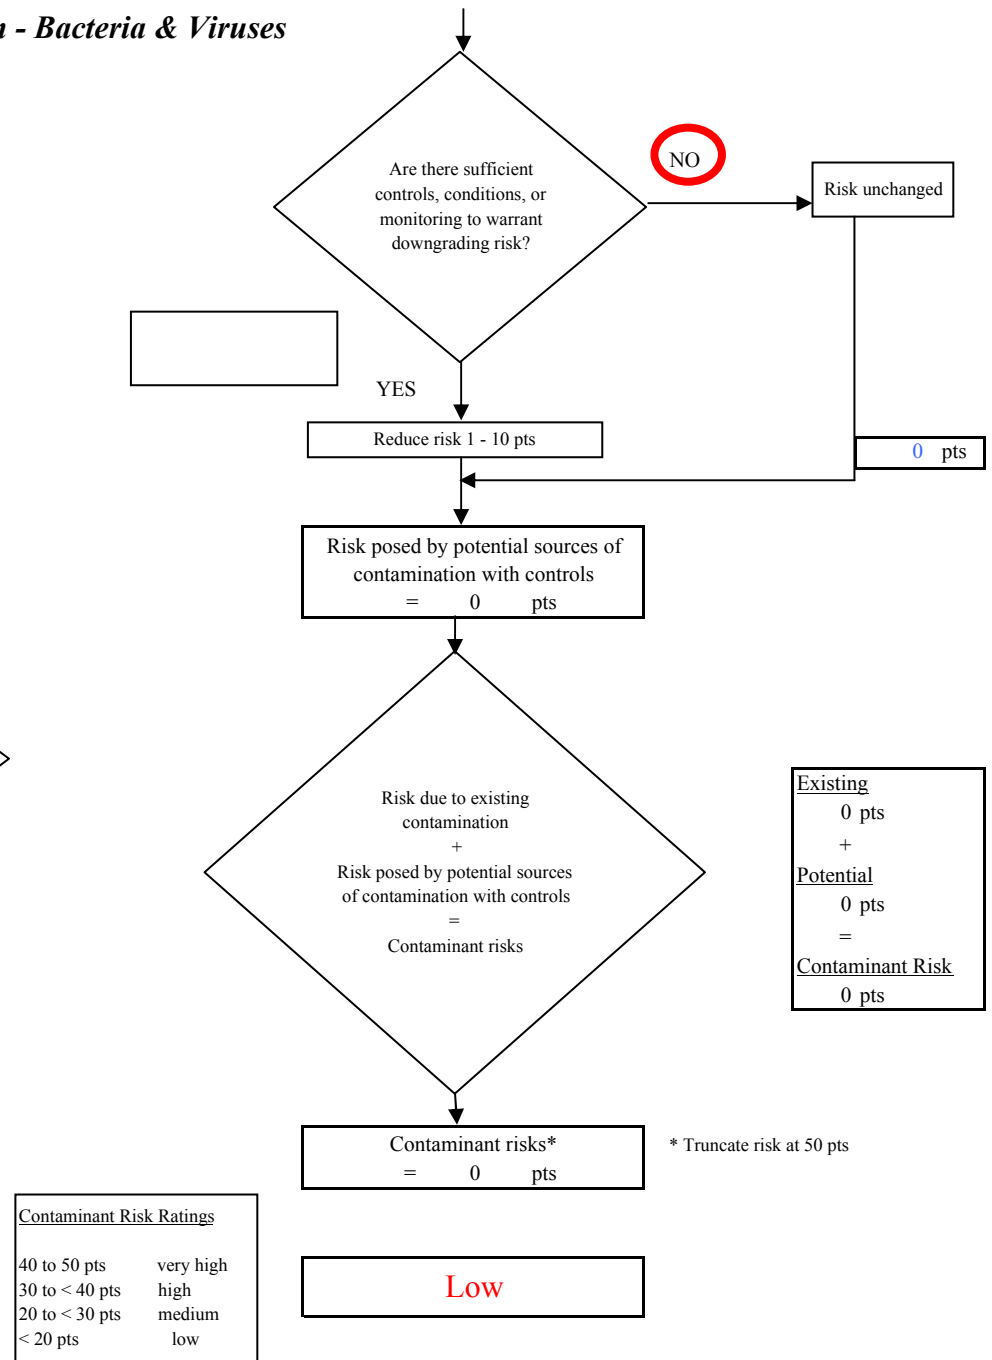 - Bacteria & Viruses
Are there sufficient
controls, conditions, or
monitoring to warrant
downgrading risk?
NO
Risk unchanged
YES
Reduce risk 1 - 10 pts
0 pts
Risk posed by potential sources of
contamination with controls
= 0 pts
Risk due to existing
contamination
+
Risk posed by potential sources
of contamination with controls
=
Contaminant risks
Existing
0 pts
+
Potential
0 pts
=
Contaminant Risk
0 pts
Contaminant risks*
= 0 pts
* Truncate risk at 50 pts
Contaminant Risk Ratings
40 to 50 pts very high
30 to < 40 pts high
20 to < 30 pts medium
< 20 pts low
Low